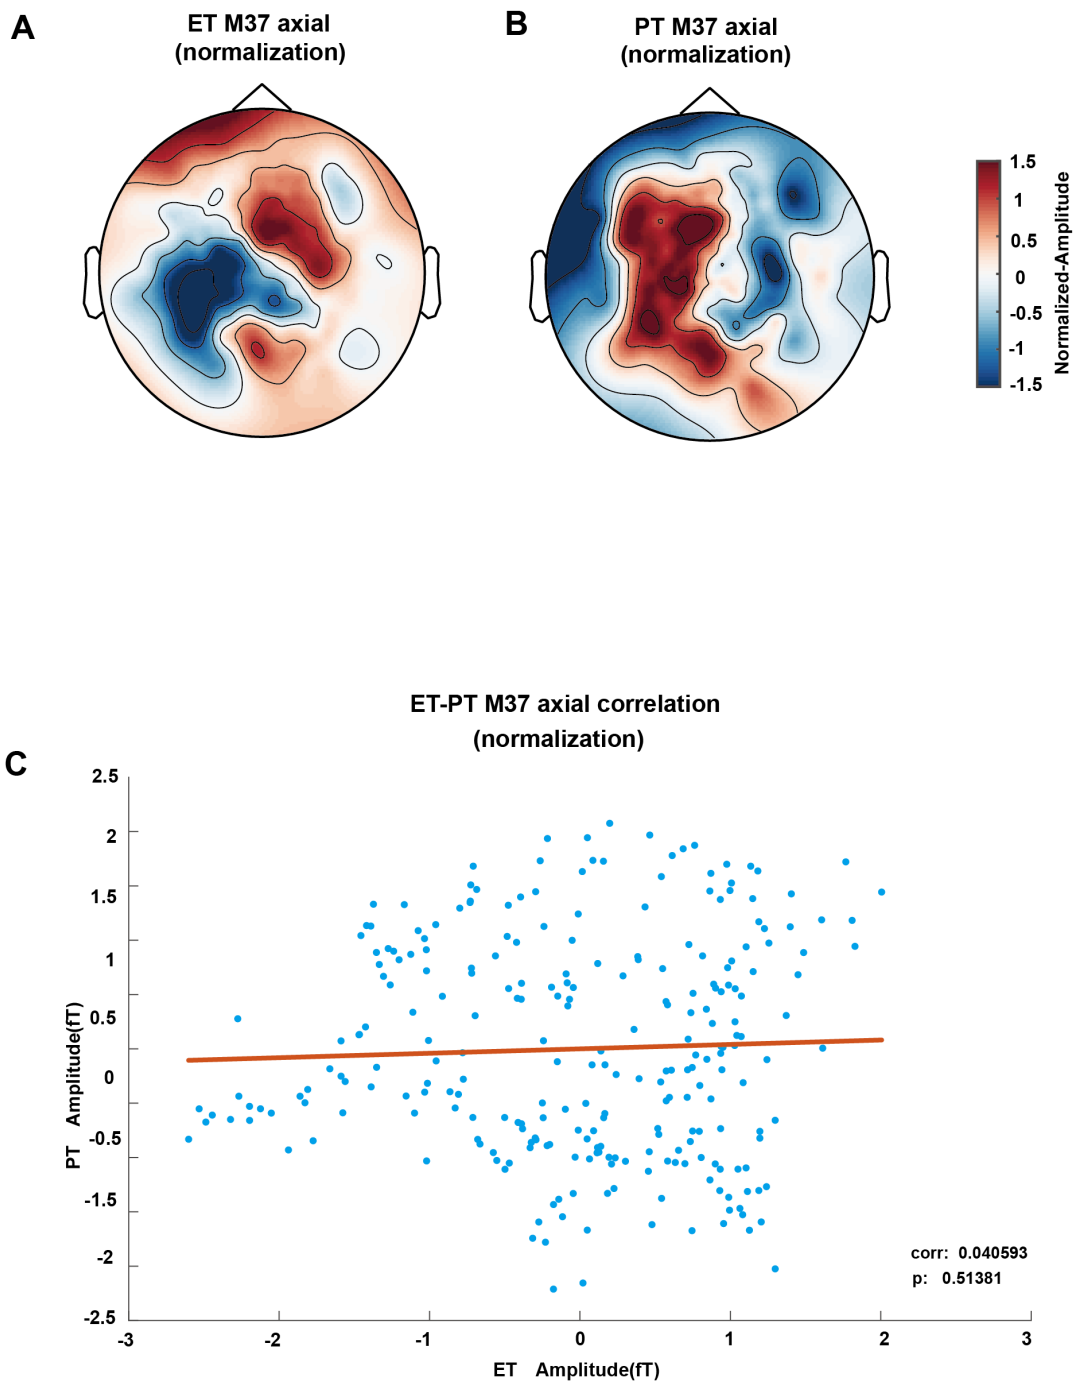 A
ET M37 axial
(normalization)
B
PT M37 axial
(normalization)
1.5
1
0.5
0
-0.5
-1
-1.5
Normalized-Amplitude
ET-PT M37 axial correlation
(normalization)
C
2.5
2
1.5
1
0.5
0
-0.5
-1.5
-2
-2.5
PT Amplitude(fT)
corr: 0.040593
p: 0.51381
-3
-2
-1
0
1
2
3
ET Amplitude(fT)